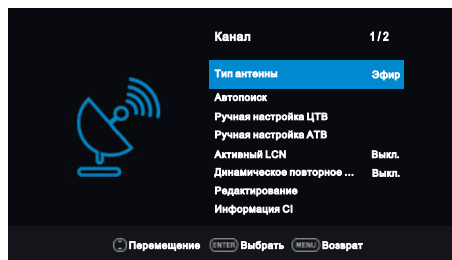 Канал 1/2
Тип антенны Эфир
Автопоиск
Ручная настройка ЦТВ
Ручная настройка АТВ
Активный LCN Выкл.
Динамическое повторное ... Выкл.
Редактирование
Информация CI
Перемещение ENTER Выбрать MENU Возврат